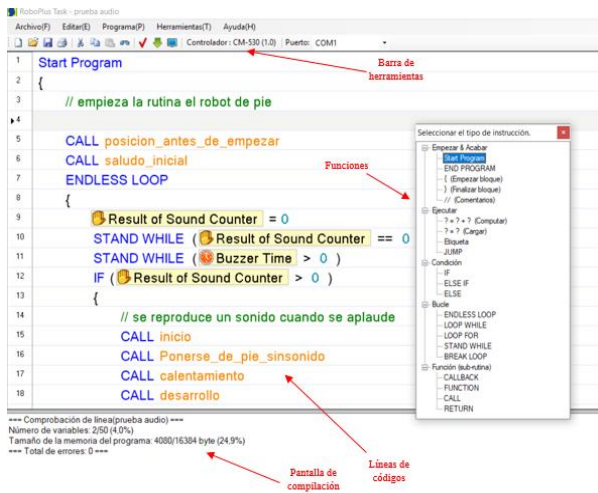 RoboPlus Task - prueba audio
Archivo(F) Editar(E) Programa(P) Herramientas(T) Ayuda(H)
Controlador : CM-530 (1.0) Puerto: COM1
Barra de
herramientas
1 Start Program
2 {
3 // empieza la rutina el robot de pie
4
5 CALL posicion_antes_de_empezar
6 CALL saludo_inicial
7 ENDLESS LOOP
8 {
9 Result of Sound Counter = 0
10 STAND WHILE ( Result of Sound Counter == 0
11 STAND WHILE ( Buzzer Time > 0 )
12 IF ( Result of Sound Counter > 0 )
13 {
14 // se reproduce un sonido cuando se aplaude
15 CALL inicio
16 CALL Ponerse_de_pie_sinsonido
17 CALL calentamiento
18 CALL desarrollo
Funciones
Seleccionar el tipo de instrucción.
Empezar & Acabar
Start Program
END PROGRAM
{ (Empezar bloque)
} (Finalizar bloque)
// (Comentarios)
Ejecutar
? = ? + ? (Computar)
? = ? (Cargar)
Etiqueta
JUMP
Condición
IF
ELSE IF
ELSE
Bucle
ENDLESS LOOP
LOOP WHILE
LOOP FOR
STAND WHILE
BREAK LOOP
Función (sub-rutina)
CALLBACK
FUNCTION
CALL
RETURN
=== Comprobación de línea(prueba audio) ===
Número de variables: 2/50 (4.0%)
Tamaño de la memoria del programa: 4080/16384 byte (24,9%)
=== Total de errores: 0 ===
Pantalla de
compilación
Líneas de
códigos